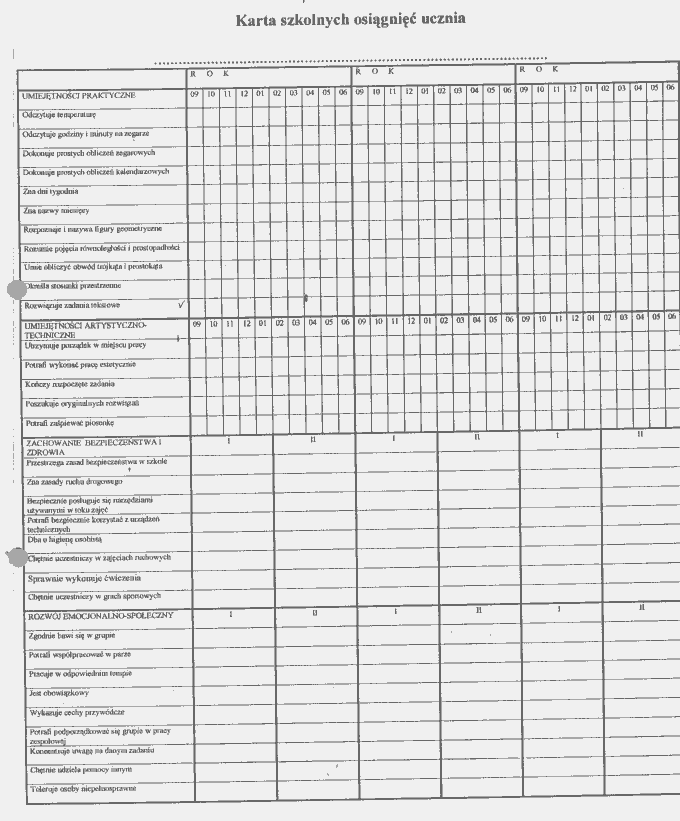 Karta szkolnych osiągnięć ucznia
R O K R O K R O K
UMIEJĘTNOŚCI PRAKTYCZNE 09 10 11 12 01 02 03 04 05 06 09 10 11 12 01 02 03 04 05 06 09 10 11 12 01 02 03 04 05 06
Odczytuje temperaturę
Odczytuje godziny i minuty na zegarze
Dokonuje prostych obliczeń zegarowych
Dokonuje prostych obliczeń kalendarzowych
Zna dni tygodnia
Zna nazwy miesięcy
Rozpoznaje i nazywa figury geometryczne
Rozumie pojęcia równoległości i prostopadłości
Umie obliczyć obwód trójkąta i prostokąta
Określa stosunki przestrzenne
Rozwiązuje zadania tekstowe
UMIEJĘTNOŚCI ARTYSTYCZNO- 09 10 11 12 01 02 03 04 05 06 09 10 11 12 01 02 03 04 05 06 09 10 11 12 01 02 03 04 05 06
TECHNICZNE
Utrzymuje porządek w miejscu pracy
Potrafi wykonać pracę estetycznie
Kończy rozpoczęte zadania
Poszukuje oryginalnych rozwiązań
Potrafi zaśpiewać piosenkę
ZACHOWANIE BEZPIECZEŃSTWA I I II I II I II
ZDROWIA
Przestrzega zasad bezpieczeństwa w szkole
Zna zasady ruchu drogowego
Bezpiecznie posługuje się narzędziami
używanymi w toku zajęć
Potrafi bezpiecznie korzystać z urządzeń
technicznych
Dba o higienę osobistą
Chętnie uczestniczy w zajęciach ruchowych
Sprawnie wykonuje ćwiczenia
Chętnie uczestniczy w grach sportowych
ROZWÓJ EMOCJONALNO-SPOŁECZNY I II I II I II
Zgodnie bawi się w grupie
Potrafi współpracować w parze
Pracuje w odpowiednim tempie
Jest obowiązkowy
Wykazuje cechy przywódcze
Potrafi podporządkować się grupie w pracy
zespołowej
Koncentruje uwagę na danym zadaniu
Chętnie udziela pomocy innym
Toleruje osoby niepełnosprawne